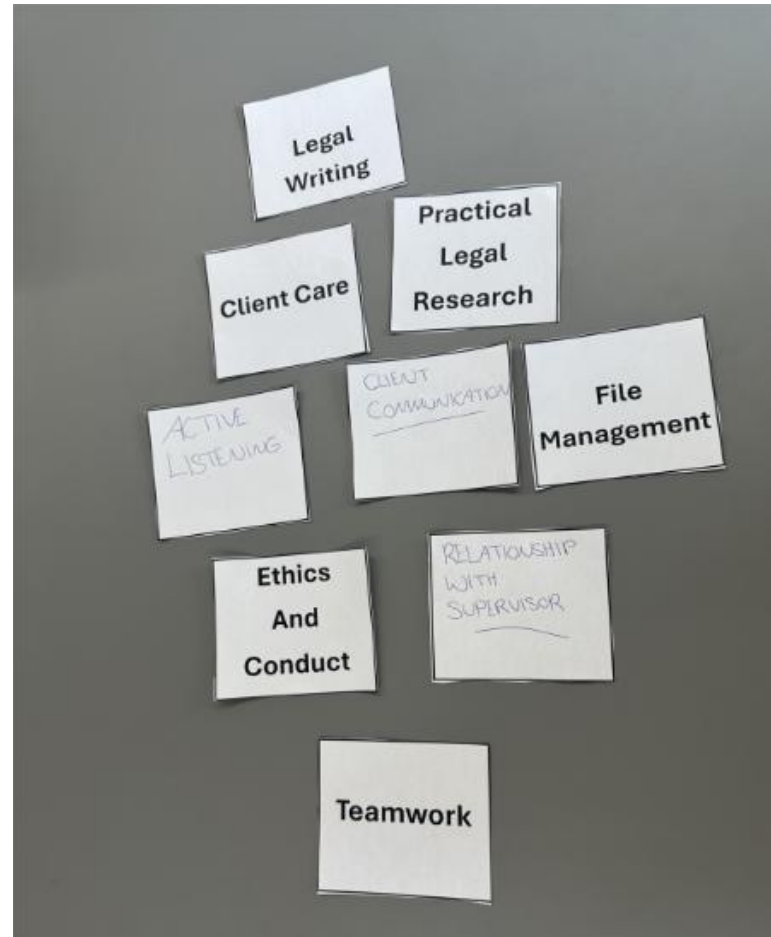 Legal
Writing
Practical
Legal
Research
Client Care
CLIENT
COMMUNICATION
File
Management
ACTIVE
LISTENING
Ethics
And
Conduct
RELATIONSHIP
WITH
SUPERVISOR
Teamwork